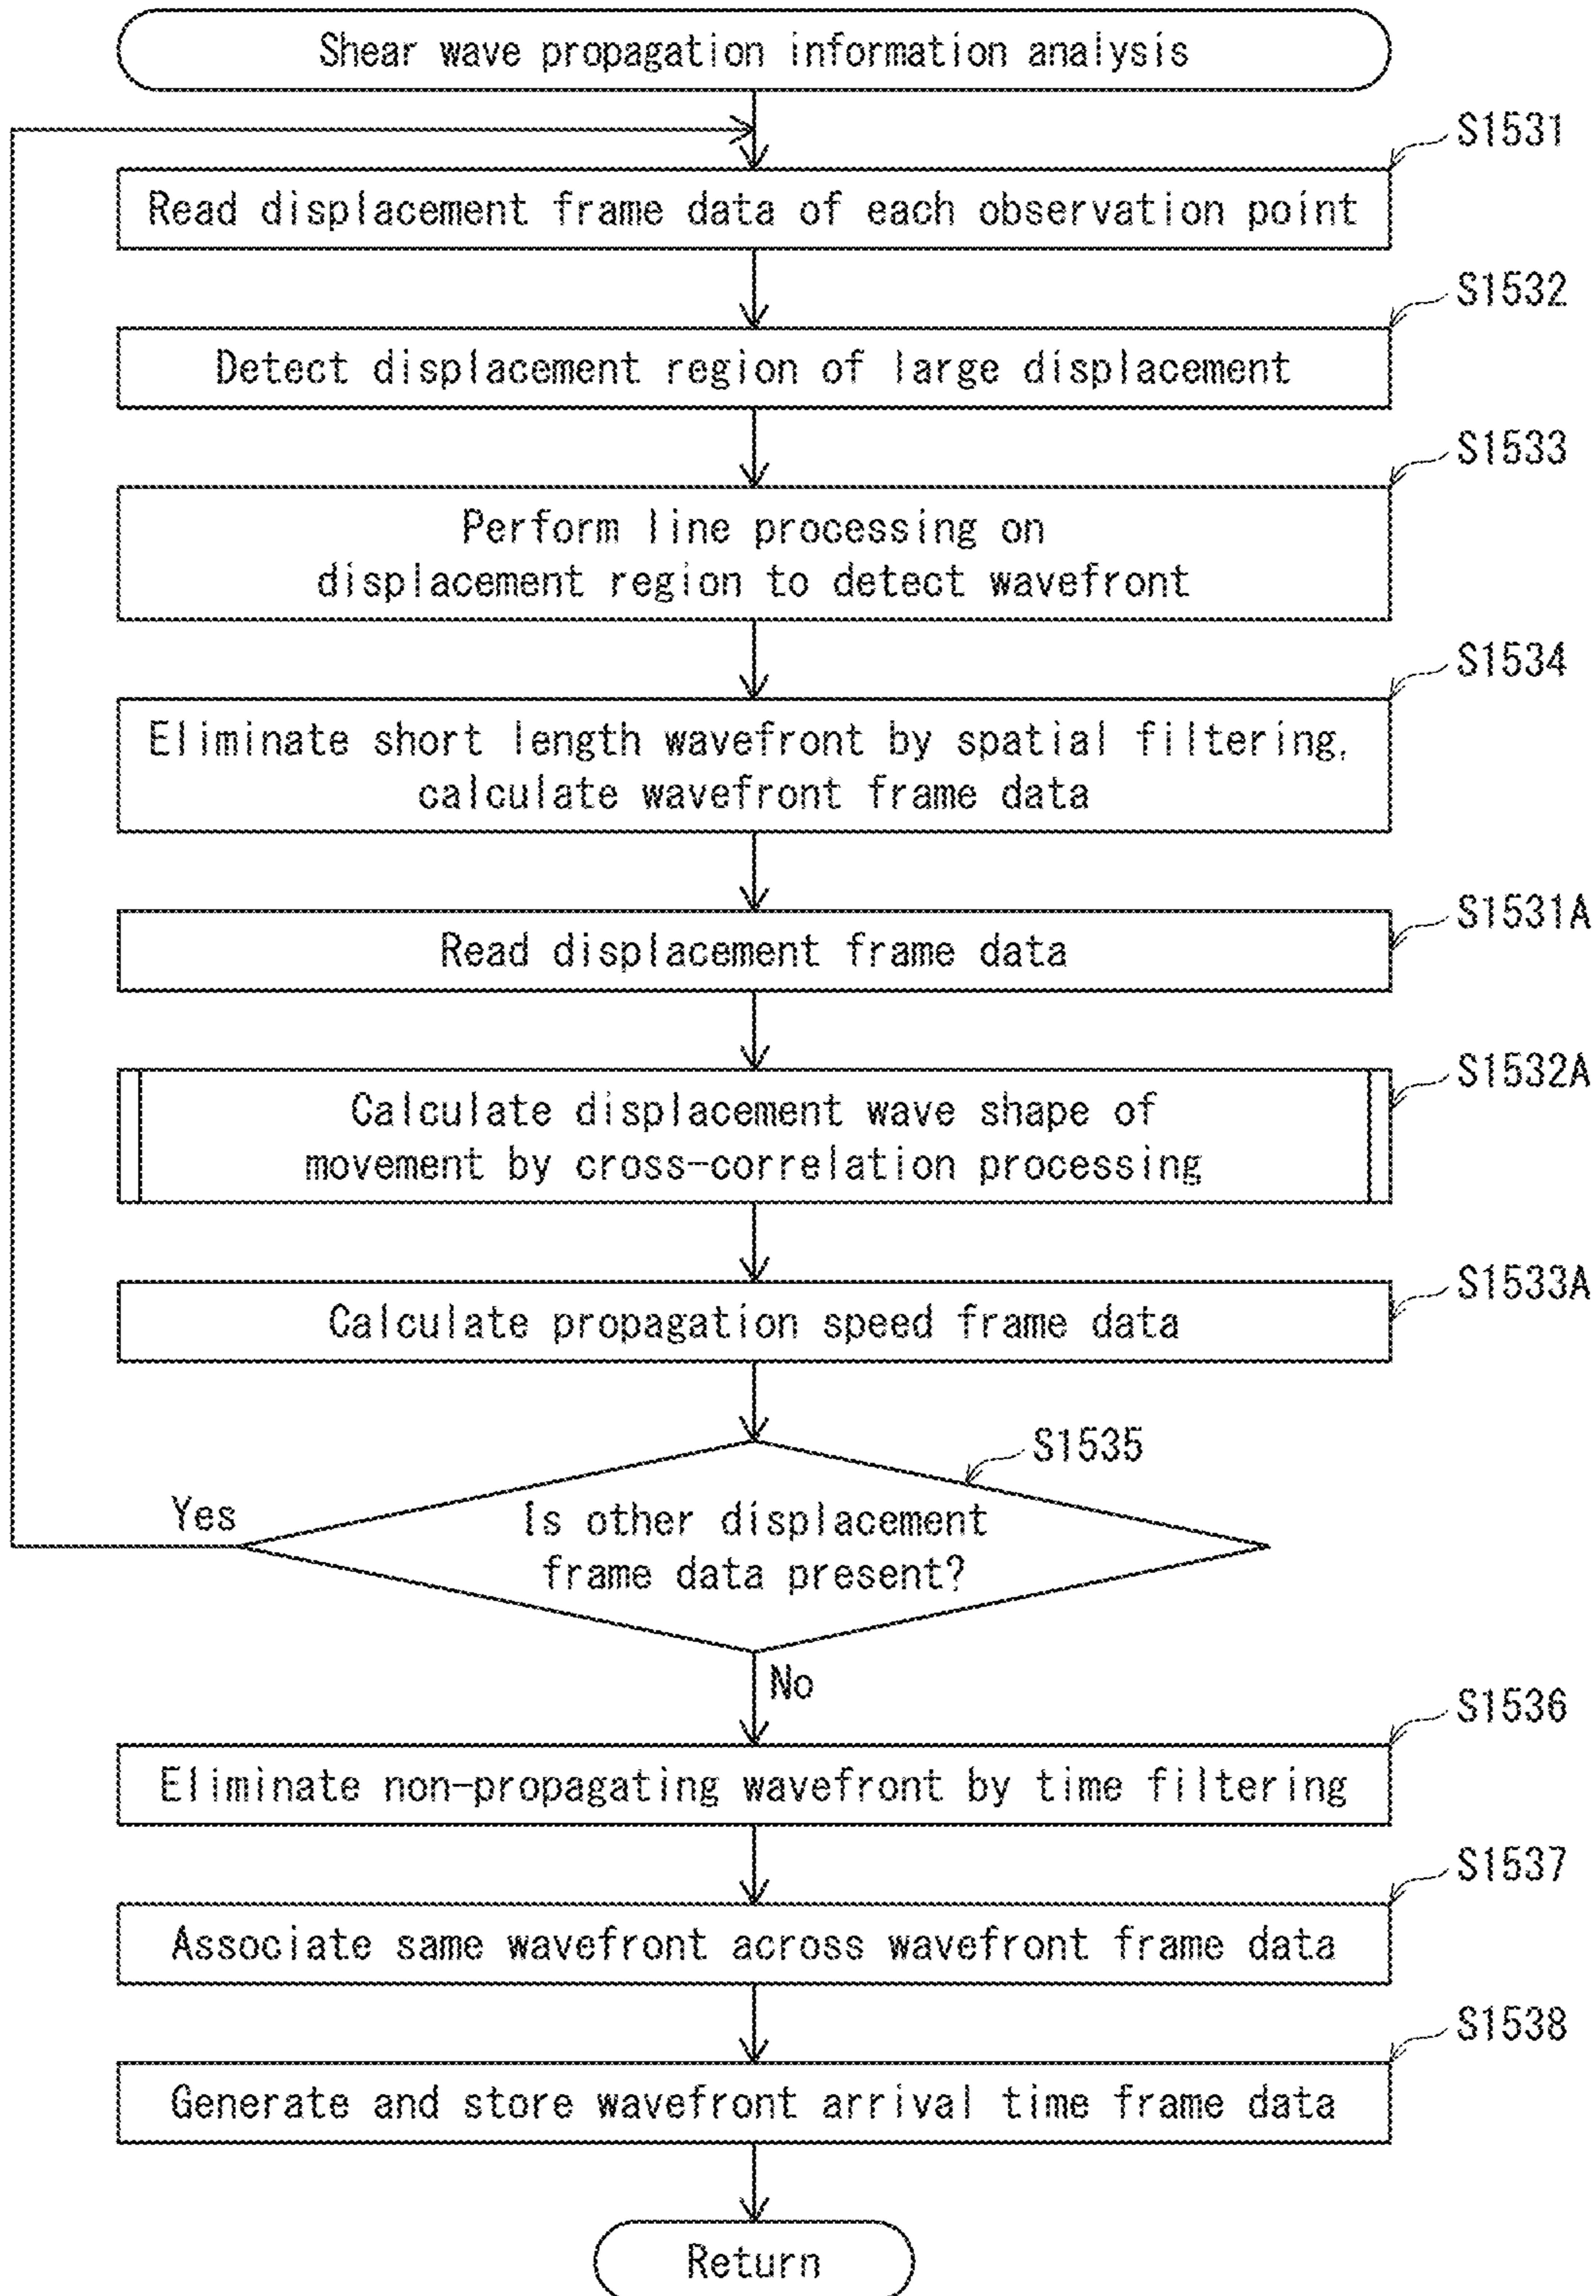 Shear wave propagation information analysis
S1531
Read displacement frame data of each observation point
S1532
Detect displacement region of large displacement
S1533
Perform line processing on
displacement region to detect wavefront
S1534
Eliminate short length wavefront by spatial filtering,
calculate wavefront frame data
S1531A
Read displacement frame data
S1532A
Calculate displacement wave shape of
movement by cross-correlation processing
S1533A
Calculate propagation speed frame data
S1535
Yes
Is other displacement
frame data present?
No
S1536
Eliminate non-propagating wavefront by time filtering
S1537
Associate same wavefront across wavefront frame data
S1538
Generate and store wavefront arrival time frame data
Return